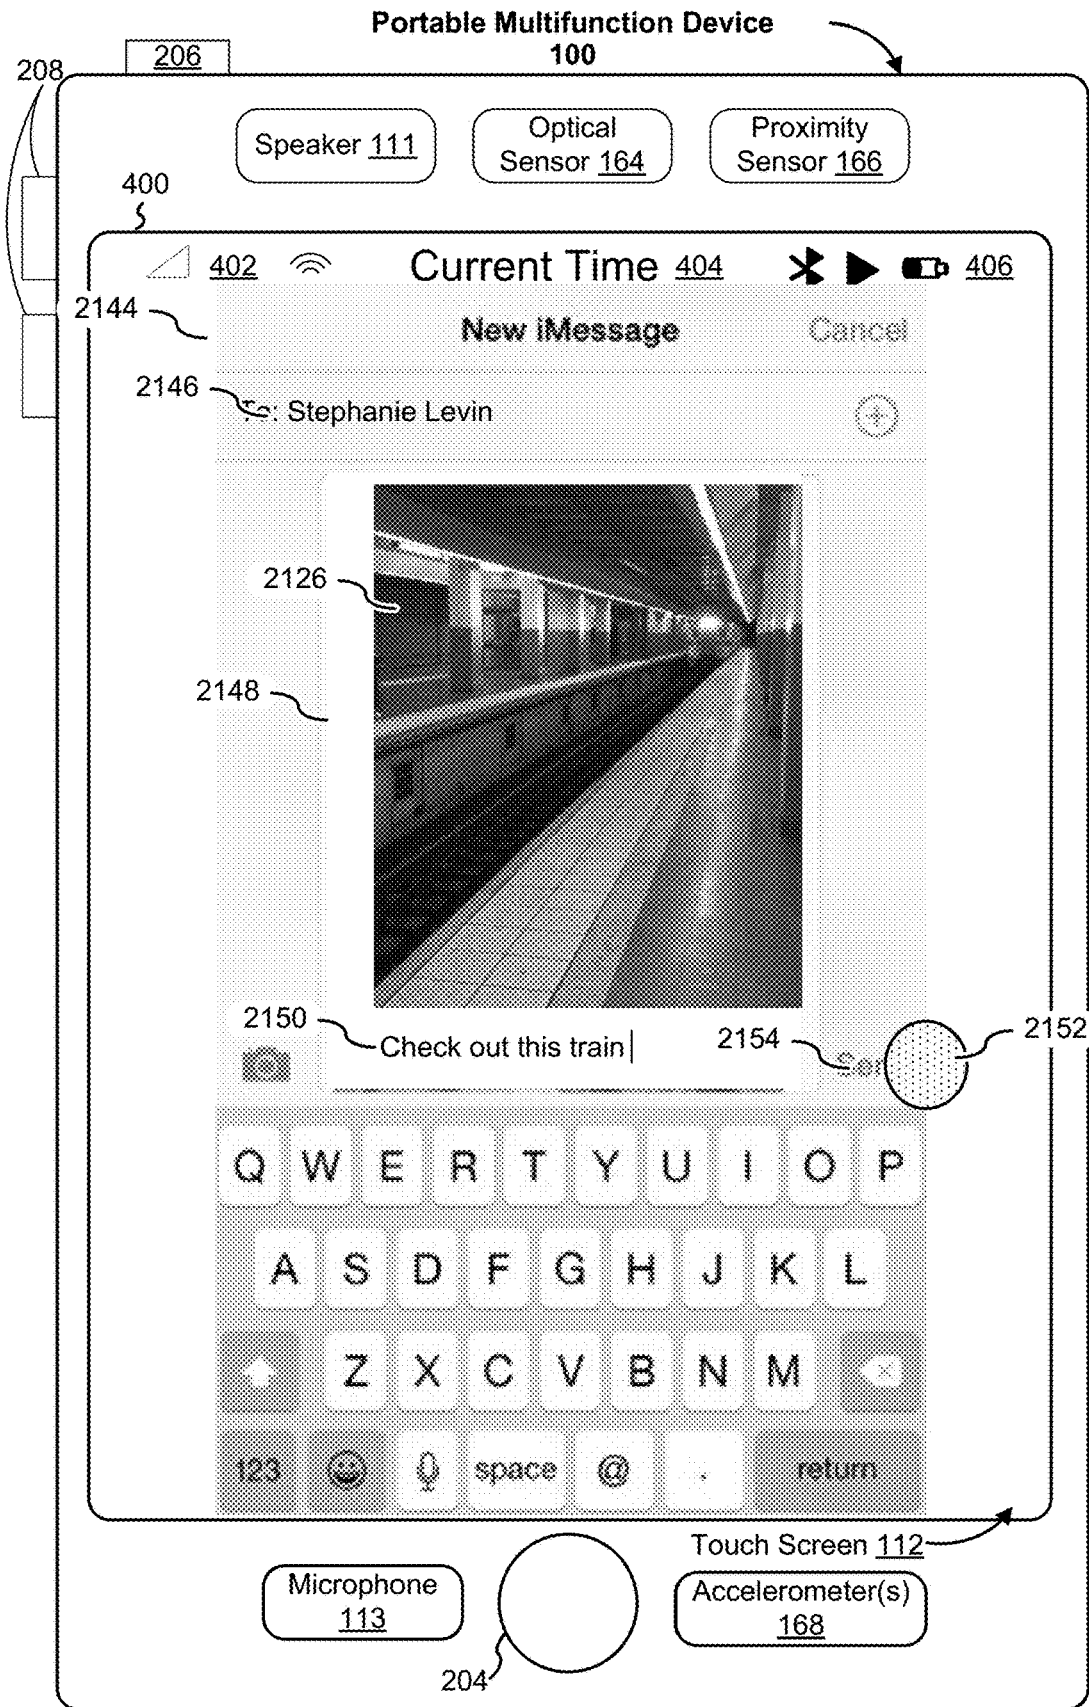 Portable Multifunction Device
100
206
208
Speaker 111
Optical
Sensor 164
Proximity
Sensor 166
400
402
Current Time 404
406
2144
New iMessage
Cancel
2146
To: Stephanie Levin
2126
2148
2150
Check out this train
2154
2152
Q W E R T Y U I O P
A S D F G H J K L
Z X C V B N M
123
space
@
.
return
Touch Screen 112
Microphone
113
Accelerometer(s)
168
204